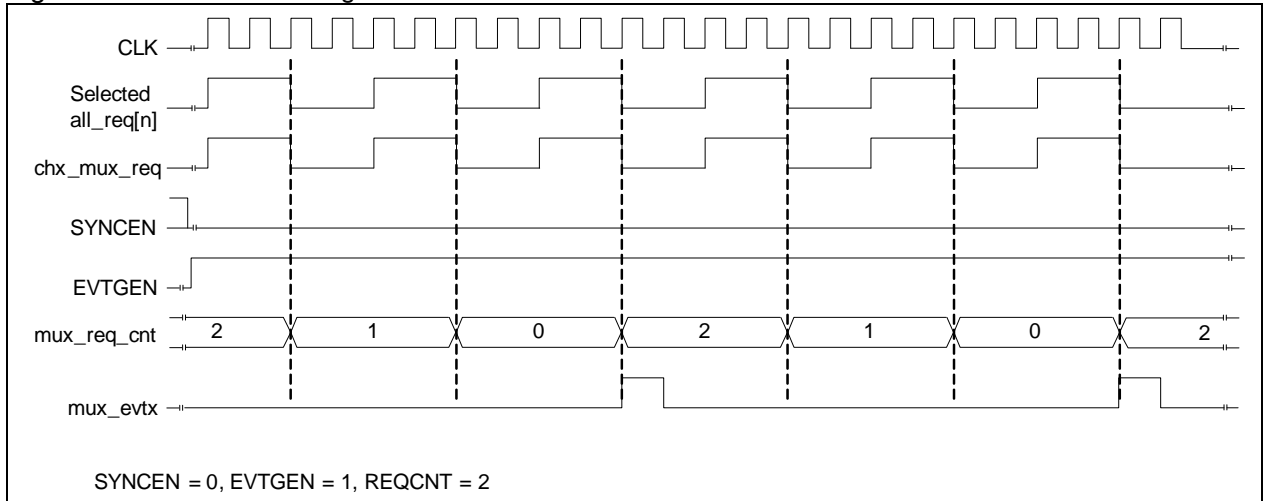 CLK
Selected
all_req[n]
chx_mux_req
SYNCEN
EVTGEN
mux_req_cnt 2 1 0 2 1 0 2
mux_evtx
SYNCEN = 0, EVTGEN = 1, REQCNT = 2